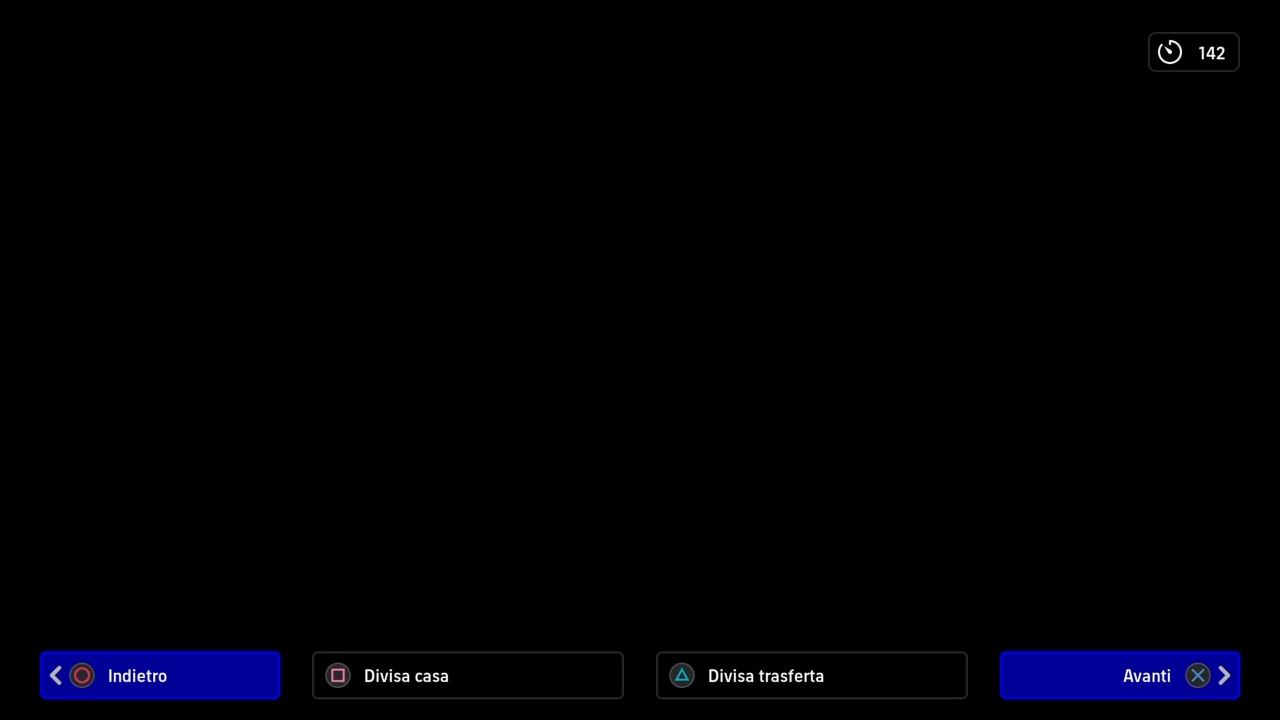 142
Indietro
Divisa casa
Divisa trasferta
Avanti